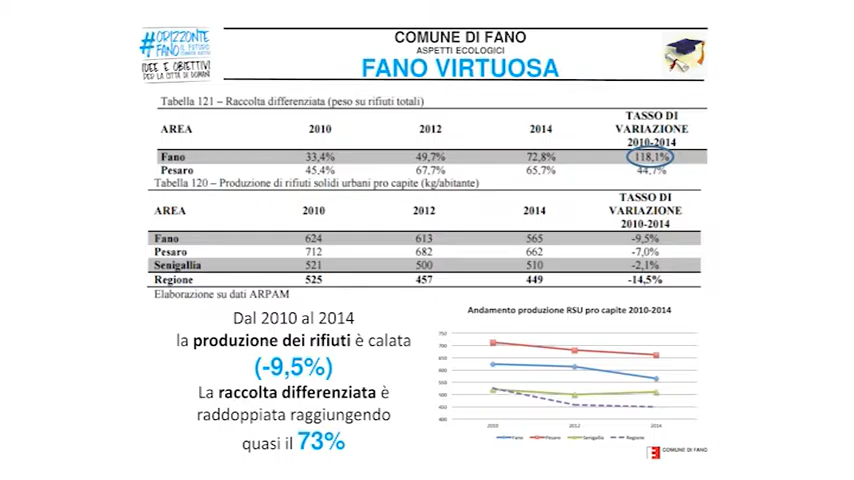 #ORIZZONTE
FANO IL FUTURO
COMINCIA ADESSO
IDEE E OBIETTIVI
PER LA CITTÀ DI DOMANI
COMUNE DI FANO
ASPETTI ECOLOGICI
FANO VIRTUOSA
Tabella 121 – Raccolta differenziata (peso su rifiuti totali)
AREA 2010 2012 2014 TASSO DI VARIAZIONE 2010-2014
Fano 33,4% 49,7% 72,8% 118,1%
Pesaro 45,4% 67,7% 65,7% 44,7%
Tabella 120 – Produzione di rifiuti solidi urbani pro capite (kg/abitante)
AREA 2010 2012 2014 TASSO DI VARIAZIONE 2010-2014
Fano 624 613 565 -9,5%
Pesaro 712 682 662 -7,0%
Senigallia 521 500 510 -2,1%
Regione 525 457 449 -14,5%
Elaborazione su dati ARPAM
Dal 2010 al 2014
la produzione dei rifiuti è calata
(-9,5%)
La raccolta differenziata è
raddoppiata raggiungendo
quasi il 73%
Andamento produzione RSU pro capite 2010-2014
750
700
650
600
550
500
450
400
2010 2012 2014
Fano Pesaro Senigallia Regione
COMUNE DI FANO